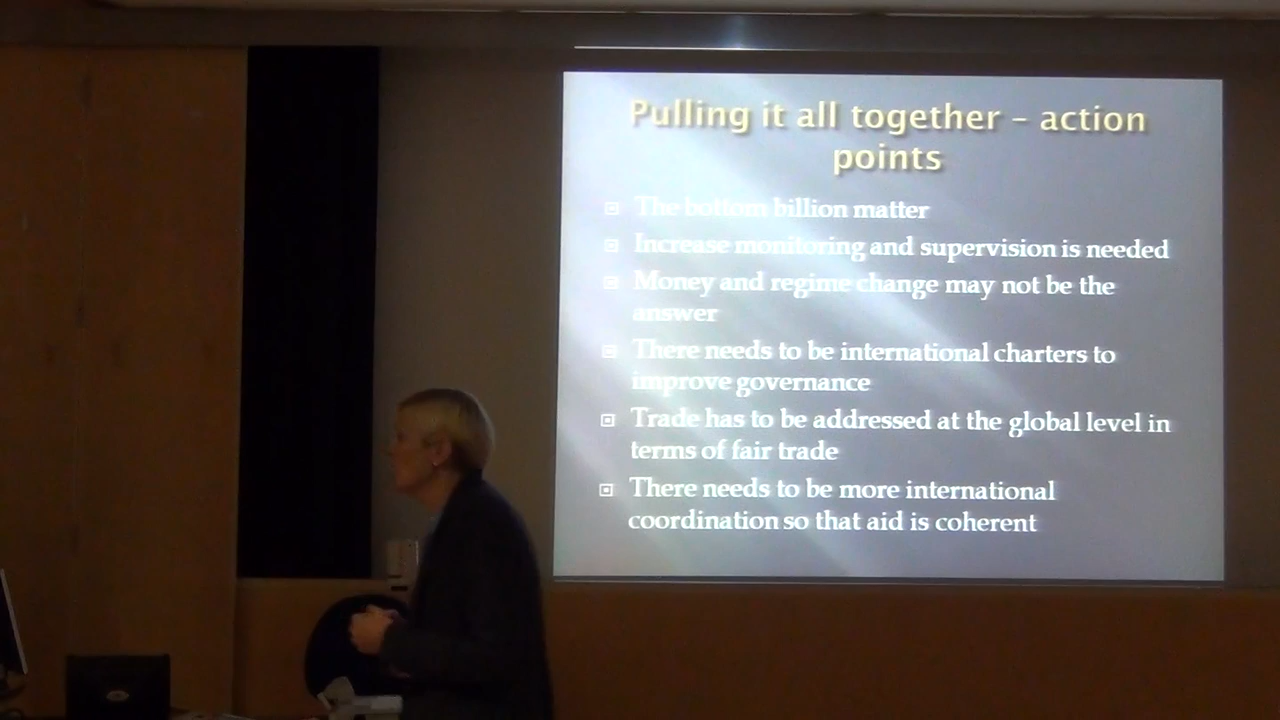 Pulling it all together – action
points
The bottom billion matter
Increase monitoring and supervision is needed
Money and regime change may not be the
answer
There needs to be international charters to
improve governance
Trade has to be addressed at the global level in
terms of fair trade
There needs to be more international
coordination so that aid is coherent